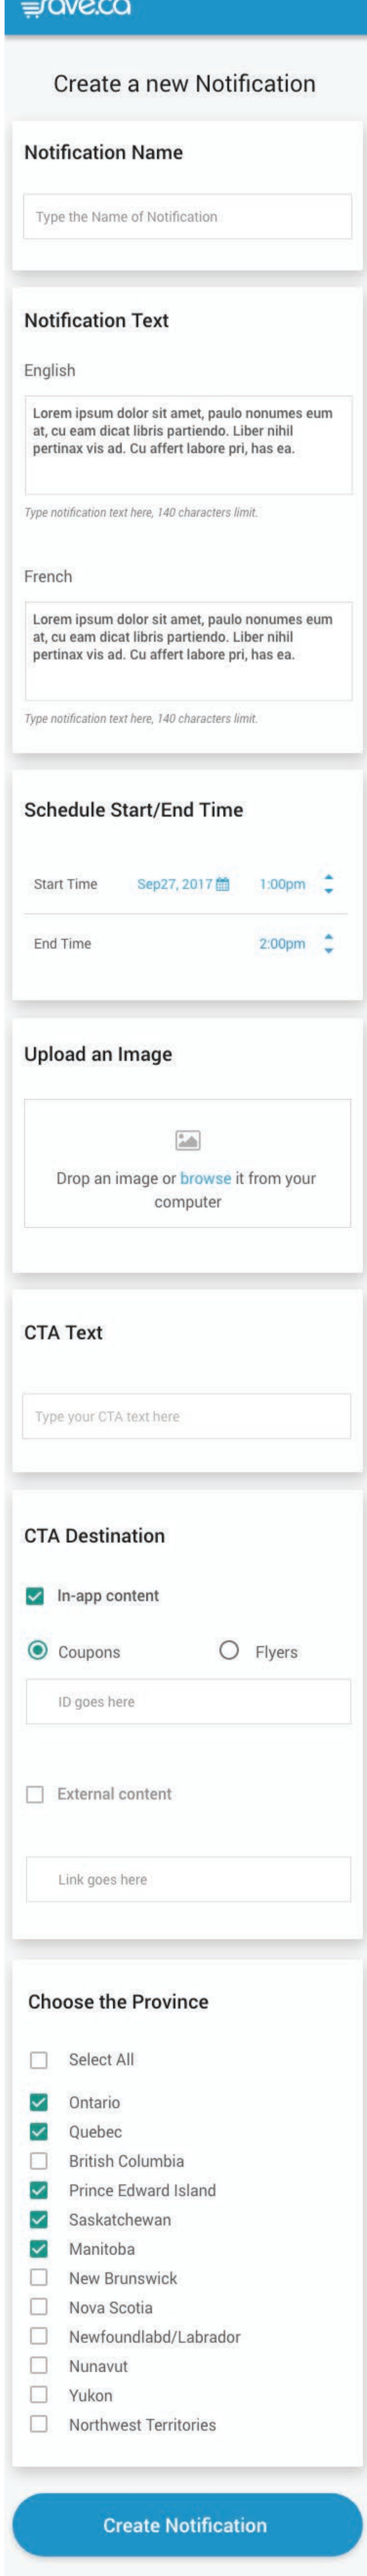 save.ca
Create a new Notification
Notification Name
Type the Name of Notification
Notification Text
English
Lorem ipsum dolor sit amet, paulo nonumes eum
at, cu eam dicat libris partiendo. Liber nihil
pertinax vis ad. Cu affert labore pri, has ea.
Type notification text here, 140 characters limit.
French
Lorem ipsum dolor sit amet, paulo nonumes eum
at, cu eam dicat libris partiendo. Liber nihil
pertinax vis ad. Cu affert labore pri, has ea.
Type notification text here, 140 characters limit.
Schedule Start/End Time
Start Time Sep27, 2017 1:00pm
End Time 2:00pm
Upload an Image
Drop an image or browse it from your
computer
CTA Text
Type your CTA text here
CTA Destination
In-app content
Coupons Flyers
ID goes here
External content
Link goes here
Choose the Province
Select All
Ontario
Quebec
British Columbia
Prince Edward Island
Saskatchewan
Manitoba
New Brunswick
Nova Scotia
Newfoundlabd/Labrador
Nunavut
Yukon
Northwest Territories
Create Notification